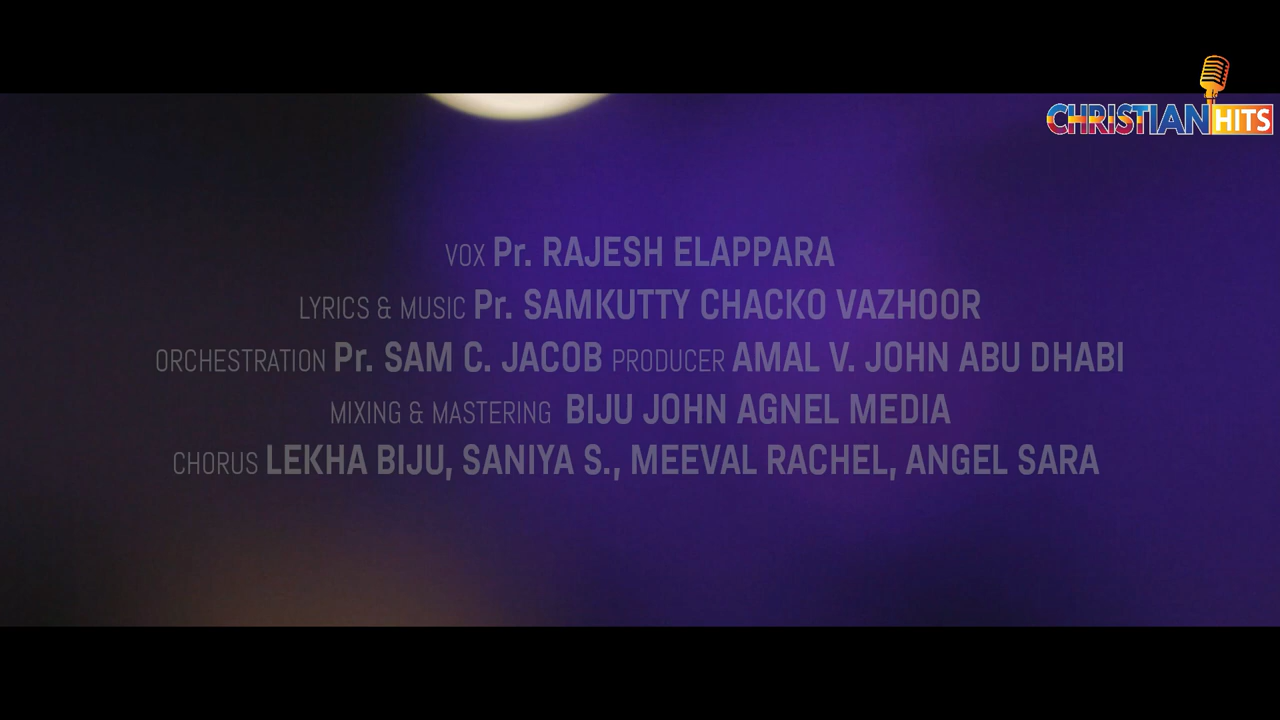 CHRISTIAN HITS
VOX Pr. RAJESH ELAPPARA
LYRICS & MUSIC Pr. SAMKUTTY CHACKO VAZHOOR
ORCHESTRATION Pr. SAM C. JACOB PRODUCER AMAL V. JOHN ABU DHABI
MIXING & MASTERING BIJU JOHN AGNEL MEDIA
CHORUS LEKHA BIJU, SANIYA S., MEEVAL RACHEL, ANGEL SARA